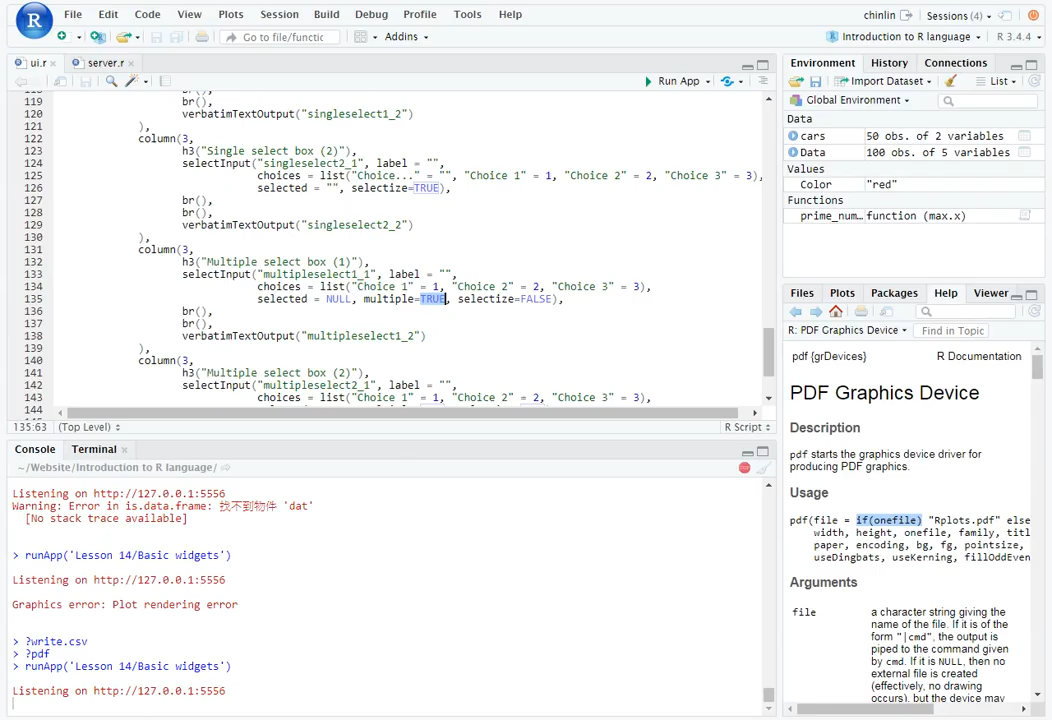 File Edit Code View Plots Session Build Debug Profile Tools Help
chinlin Sessions (4)
R
Go to file/functic Addins
Introduction to R language R 3.4.4
ui.r server.r
Run App
119 br(),
120 verbatimTextOutput("singleselect1_2")
121 ),
122 column(3,
123 h3("Single select box (2)"),
124 selectInput("singleselect2_1", label = "",
125 choices = list("Choice..." = "", "Choice 1" = 1, "Choice 2" = 2, "Choice 3" = 3),
126 selected = "", selectize=TRUE),
127 br(),
128 br(),
129 verbatimTextOutput("singleselect2_2")
130 ),
131 column(3,
132 h3("Multiple select box (1)"),
133 selectInput("multipleselect1_1", label = "",
134 choices = list("Choice 1" = 1, "Choice 2" = 2, "Choice 3" = 3),
135 selected = NULL, multiple=TRUE, selectize=FALSE),
136 br(),
137 br(),
138 verbatimTextOutput("multipleselect1_2")
139 ),
140 column(3,
141 h3("Multiple select box (2)"),
142 selectInput("multipleselect2_1", label = "",
143 choices = list("Choice 1" = 1, "Choice 2" = 2, "Choice 3" = 3),
144
135:63 (Top Level) R Script
Console Terminal
~/Website/Introduction to R language/
Listening on http://127.0.0.1:5556
Warning: Error in is.data.frame: 找不到物件 'dat'
[No stack trace available]
> runApp('Lesson 14/Basic widgets')
Listening on http://127.0.0.1:5556
Graphics error: Plot rendering error
> ?write.csv
> ?pdf
> runApp('Lesson 14/Basic widgets')
Listening on http://127.0.0.1:5556
Environment History Connections
Import Dataset List
Global Environment
Data
cars 50 obs. of 2 variables
Data 100 obs. of 5 variables
Values
Color "red"
Functions
prime_num… function (max.x)
Files Plots Packages Help Viewer
R: PDF Graphics Device Find in Topic
pdf {grDevices} R Documentation
PDF Graphics Device
Description
pdf starts the graphics device driver for
producing PDF graphics.
Usage
pdf(file = if(onefile) "Rplots.pdf" else
width, height, onefile, family, titl
paper, encoding, bg, fg, pointsize,
useDingbats, useKerning, fillOddEven
Arguments
file a character string giving the
name of the file. If it is of the
form "|cmd", the output is
piped to the command given
by cmd. If it is NULL, then no
external file is created
(effectively, no drawing
occurs), but the device may